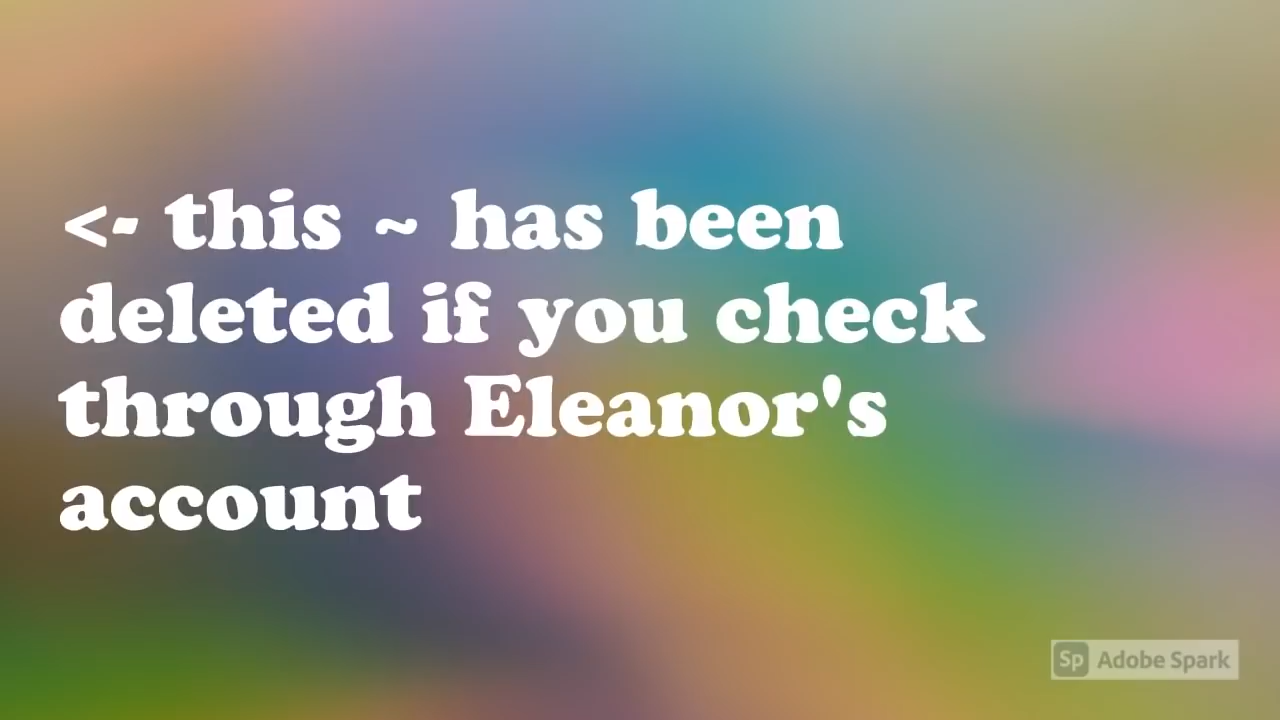 <- this ~ has been
deleted if you check
through Eleanor's
account
Sp Adobe Spark